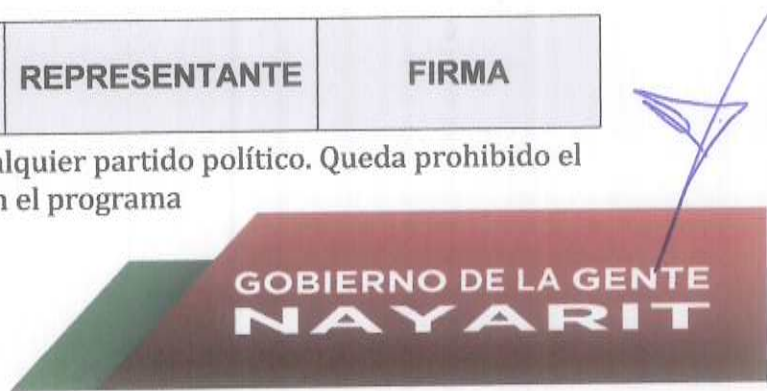 REPRESENTANTE FIRMA
alquier partido político. Queda prohibido el
n el programa
GOBIERNO DE LA GENTE
NAYARIT